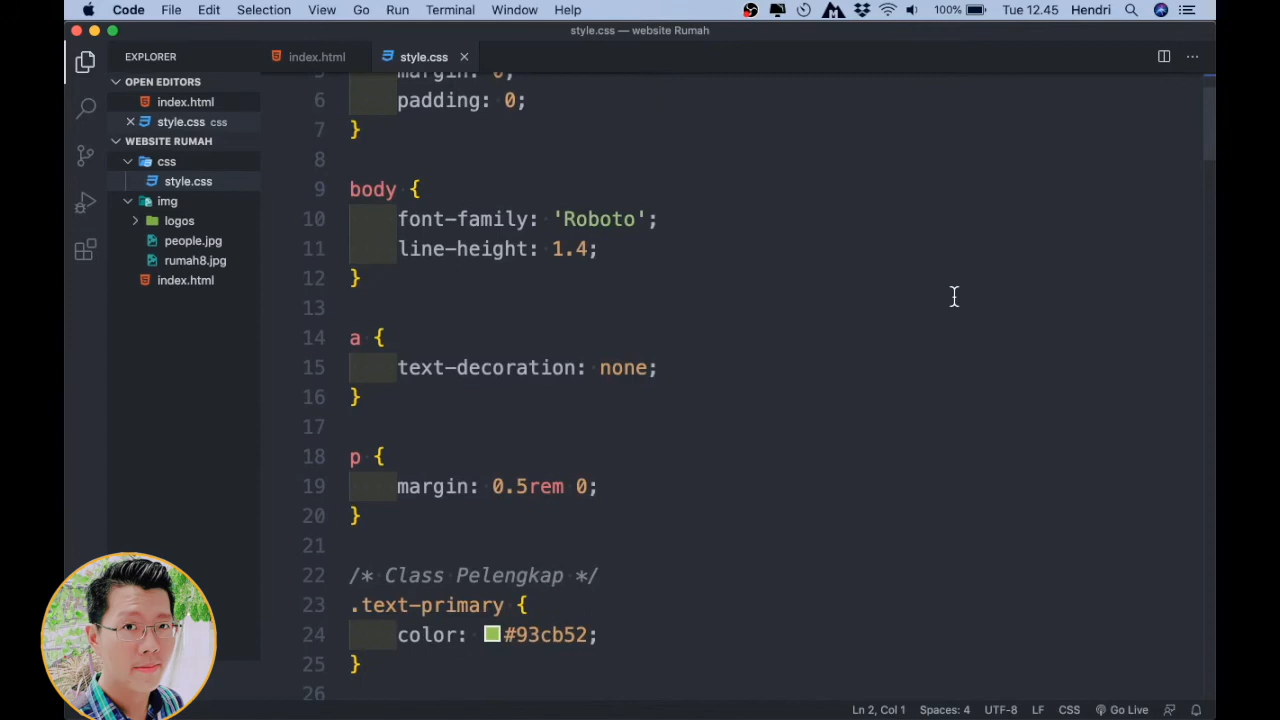 Code File Edit Selection View Go Run Terminal Window Help 100% Tue 12.45 Hendri
style.css — website Rumah
EXPLORER
index.html
style.css
OPEN EDITORS
index.html
style.css css
WEBSITE RUMAH
css
style.css
img
logos
people.jpg
rumah8.jpg
index.html
5 margin: 0;
6 padding: 0;
7 }
8
9 body {
10 font-family: 'Roboto';
11 line-height: 1.4;
12 }
13
14 a {
15 text-decoration: none;
16 }
17
18 p {
19 margin: 0.5rem 0;
20 }
21
22 /* Class Pelengkap */
23 .text-primary {
24 color: #93cb52;
25 }
26
Ln 2, Col 1 Spaces: 4 UTF-8 LF CSS Go Live